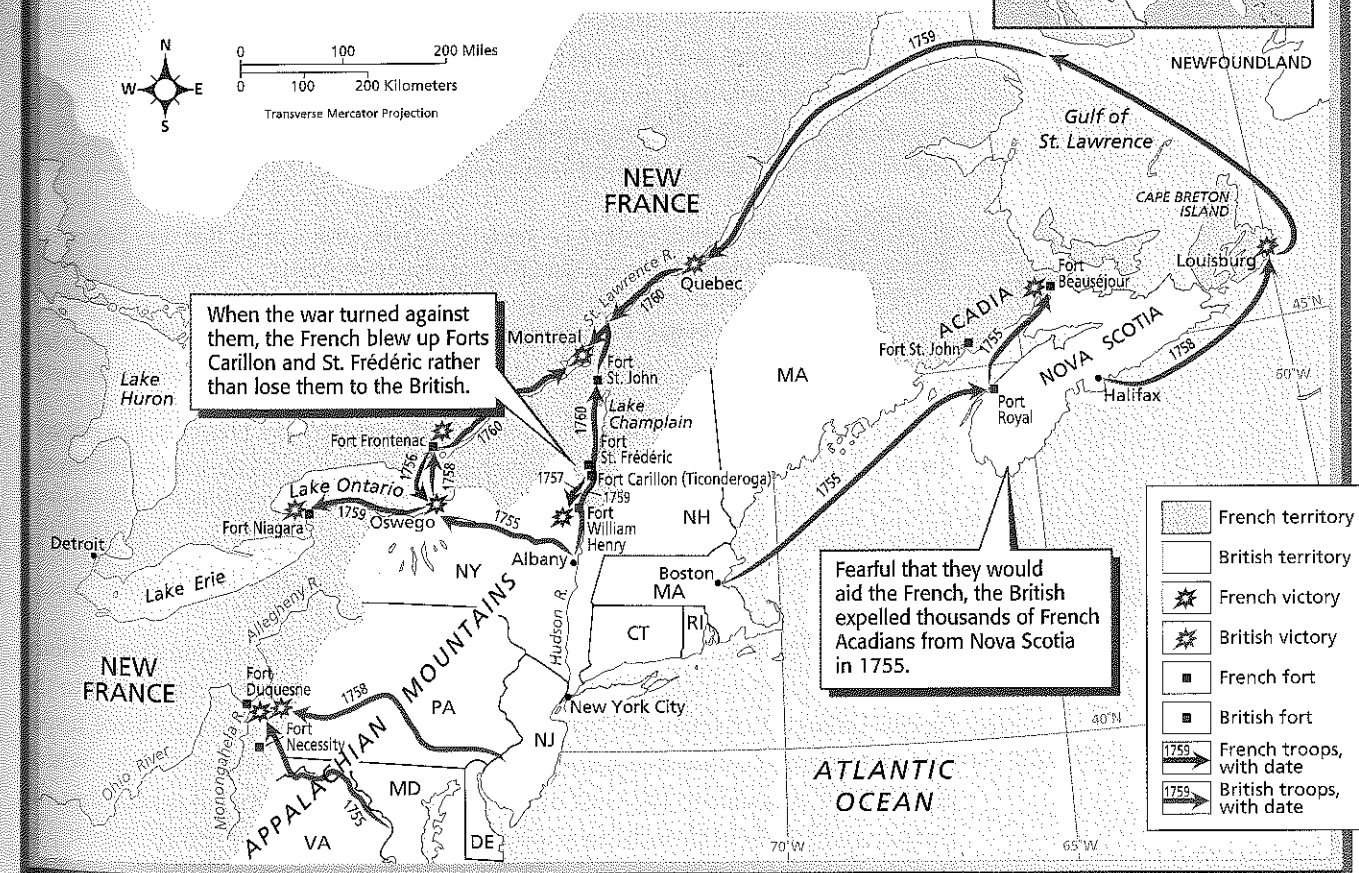 N
W E
S
0 100 200 Miles
0 100 200 Kilometers
Transverse Mercator Projection
1759
NEWFOUNDLAND
Gulf of
St. Lawrence
CAPE BRETON
ISLAND
Louisburg
45°N
60°W
NEW
FRANCE
St. Lawrence R.
Quebec
1760
Montreal
When the war turned against
them, the French blew up Forts
Carillon and St. Frédéric rather
than lose them to the British.
Lake
Huron
Fort
St. John
Lake
Champlain
1760
Fort
St. Frédéric
Fort Carillon (Ticonderoga)
1757
1759
Fort
William
Henry
Fort Frontenac
1760
1756
1758
Lake Ontario
1759
Oswego
Fort Niagara
1755
Albany
Detroit
Lake Erie
NY
NH
MA
ACADIA
Fort
Beauséjour
Fort St. John
1755
NOVA SCOTIA
1758
Halifax
Port
Royal
1755
Boston
MA
CT
RI
Hudson R.
Allegheny R.
APPALACHIAN MOUNTAINS
NEW
FRANCE
Fort
Duquesne
1758
PA
New York City
NJ
Fort
Necessity
Ohio River
Monongahela R.
1755
MD
VA
DE
Fearful that they would
aid the French, the British
expelled thousands of French
Acadians from Nova Scotia
in 1755.
ATLANTIC
OCEAN
40°N
70°W
65°W
French territory
British territory
French victory
British victory
French fort
British fort
1759 French troops,
with date
1759 British troops,
with date